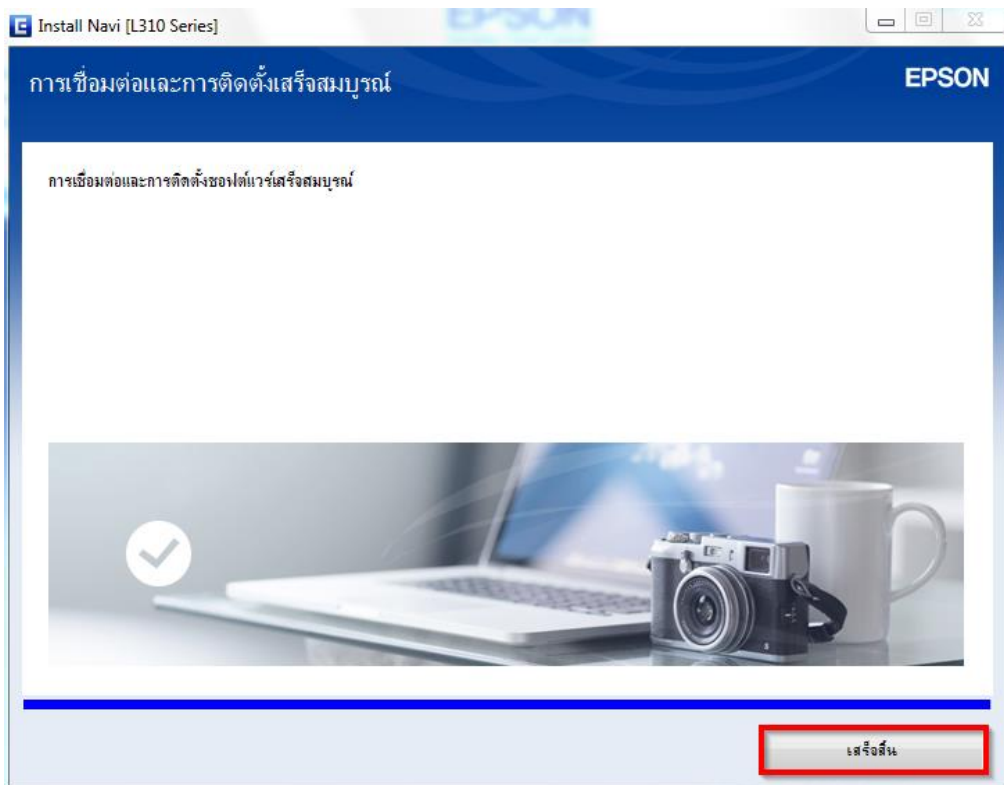 Install Navi [L310 Series]
EPSON
การเชื่อมต่อและการติดตั้งเสร็จสมบูรณ์
EPSON
การเชื่อมต่อและการติดตั้งซอฟต์แวร์เสร็จสมบูรณ์
เสร็จสิ้น